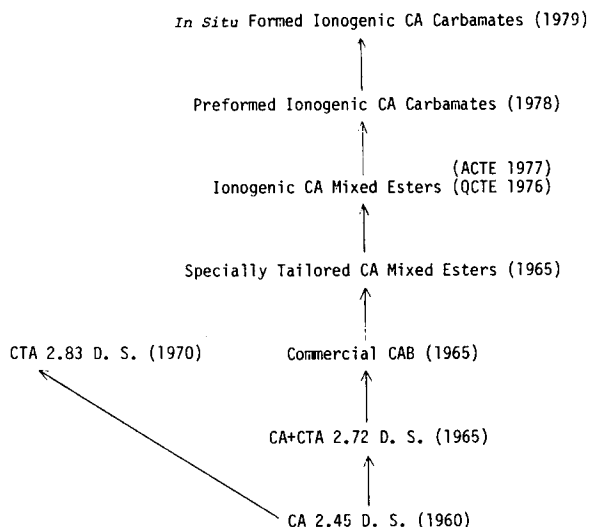 In Situ Formed Ionogenic CA Carbamates (1979)
Preformed Ionogenic CA Carbamates (1978)
(ACTE 1977)
Ionogenic CA Mixed Esters (QCTE 1976)
Specially Tailored CA Mixed Esters (1965)
CTA 2.83 D. S. (1970)
Commercial CAB (1965)
CA+CTA 2.72 D. S. (1965)
CA 2.45 D. S. (1960)